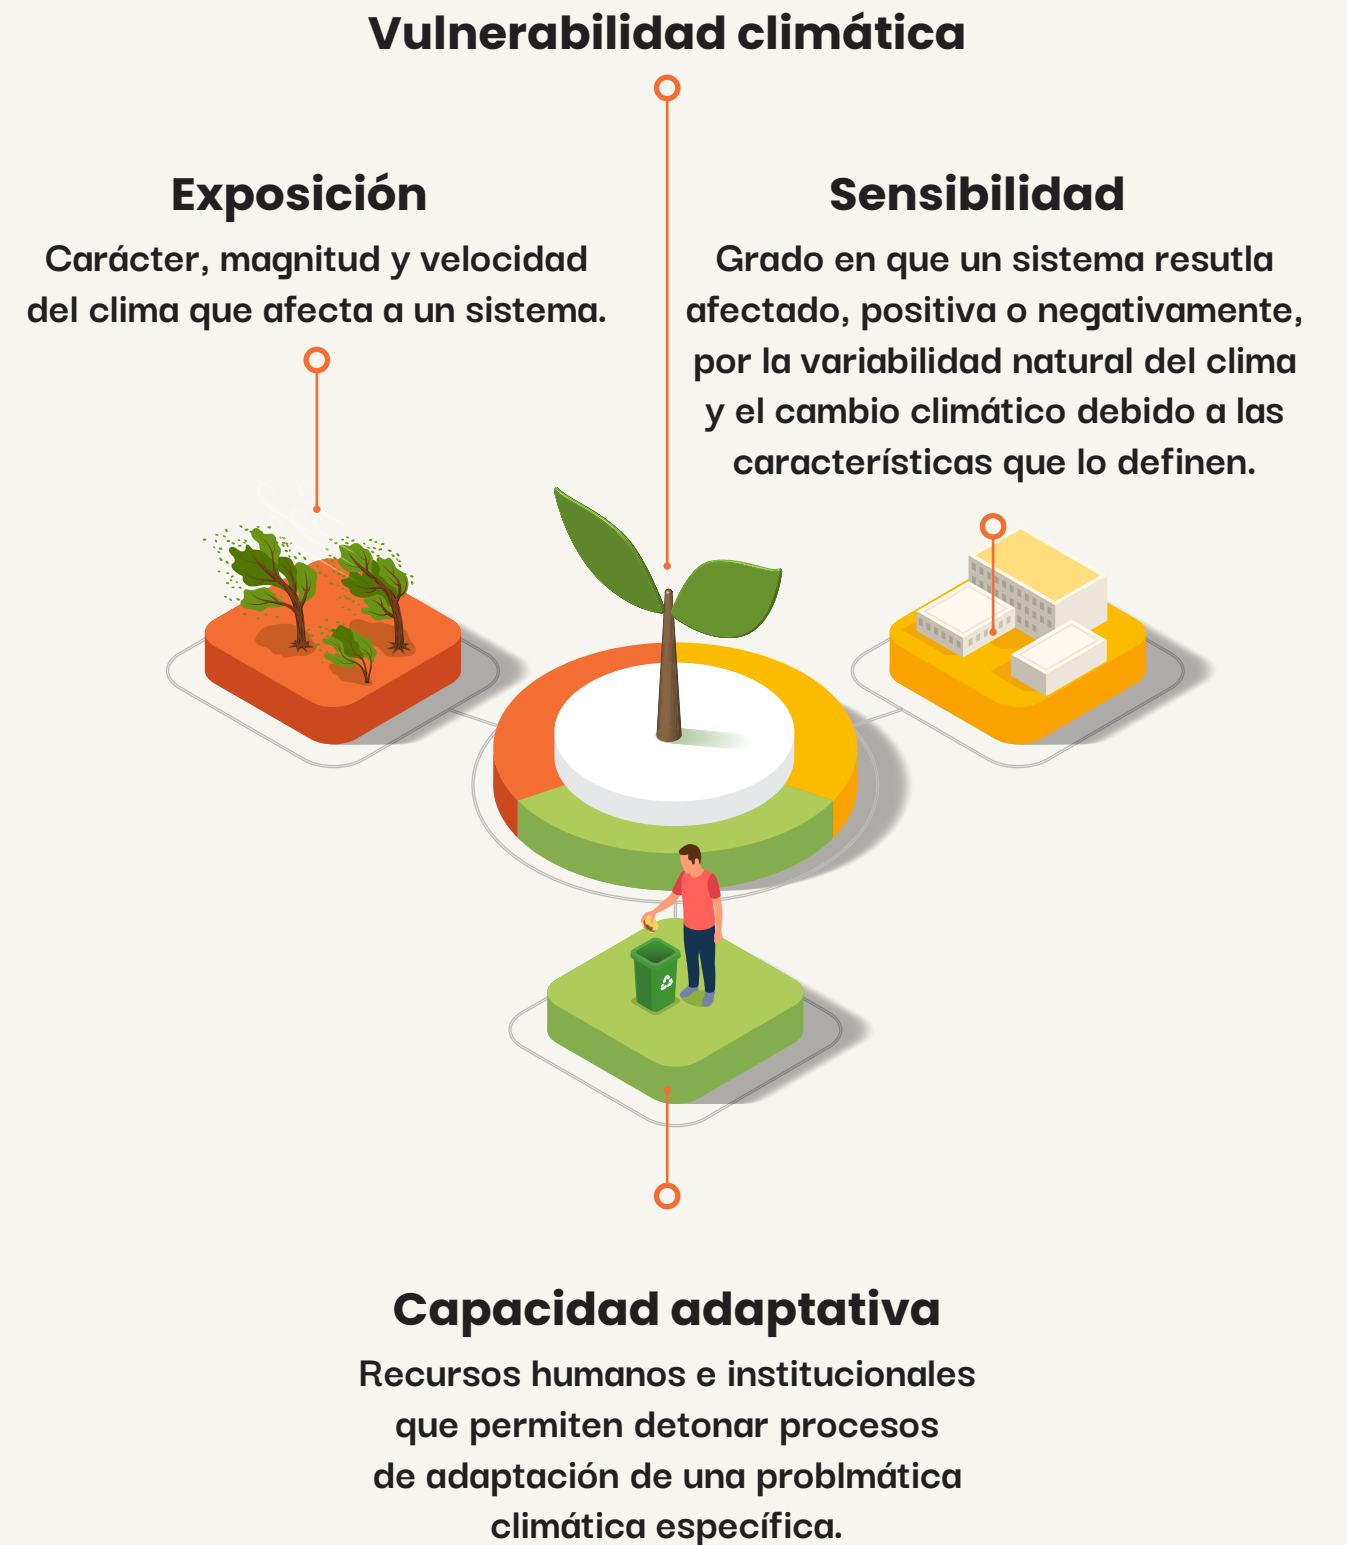 Vulnerabilidad climática
Exposición
Carácter, magnitud y velocidad
del clima que afecta a un sistema.
Sensibilidad
Grado en que un sistema resutla
afectado, positiva o negativamente,
por la variabilidad natural del clima
y el cambio climático debido a las
características que lo definen.
Capacidad adaptativa
Recursos humanos e institucionales
que permiten detonar procesos
de adaptación de una problmática
climática específica.